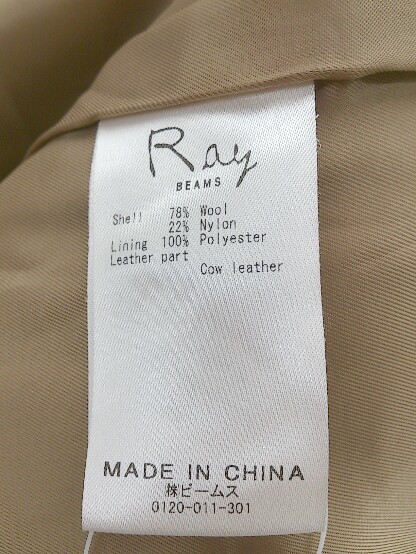 Ray
BEAMS
Shell 78% Wool
22% Nylon
Lining 100% Polyester
Leather part
Cow leather
MADE IN CHINA
㈱ビームス
0120-011-301